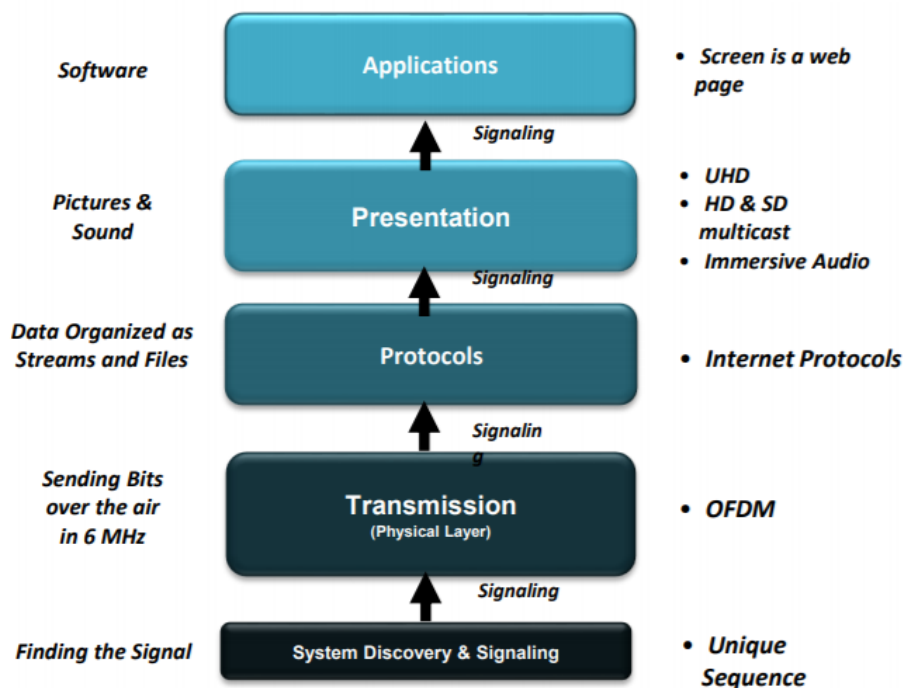 Software
Applications
• Screen is a web
page
Signaling
Pictures &
Sound
Presentation
• UHD
• HD & SD
multicast
• Immersive Audio
Signaling
Data Organized as
Streams and Files
Protocols
• Internet Protocols
Signalin
g
Sending Bits
over the air
in 6 MHz
Transmission
(Physical Layer)
• OFDM
Signaling
Finding the Signal
System Discovery & Signaling
• Unique
Sequence